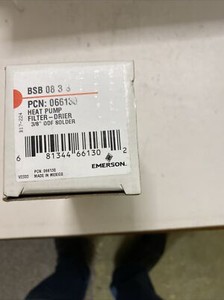 BSB 08 3 S
PCN: 066130
HEAT PUMP
FILTER-DRIER
3/8" ODF SOLDER
6 81344 66130 2
EMERSON
PCN 066130
MADE IN MEXICO